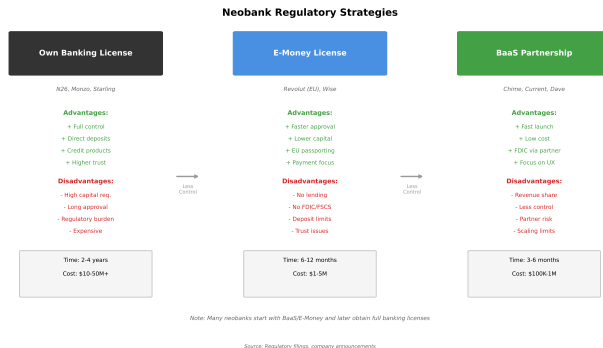 Neobank Regulatory Strategies
Own Banking License
N26, Monzo, Starling
Advantages:
+ Full control
+ Direct deposits
+ Credit products
+ Higher trust
Disadvantages:
- High capital req.
- Long approval
- Regulatory burden
- Expensive
Time: 2-4 years
Cost: $10-50M+
Less
Control
E-Money License
Revolut (EU), Wise
Advantages:
+ Faster approval
+ Lower capital
+ EU passporting
+ Payment focus
Disadvantages:
- No lending
- No FDIC/FSCS
- Deposit limits
- Trust issues
Time: 6-12 months
Cost: $1-5M
Less
Control
BaaS Partnership
Chime, Current, Dave
Advantages:
+ Fast launch
+ Low cost
+ FDIC via partner
+ Focus on UX
Disadvantages:
- Revenue share
- Less control
- Partner risk
- Scaling limits
Time: 3-6 months
Cost: $100K-1M
Note: Many neobanks start with BaaS/E-Money and later obtain full banking licenses
Source: Regulatory filings, company announcements